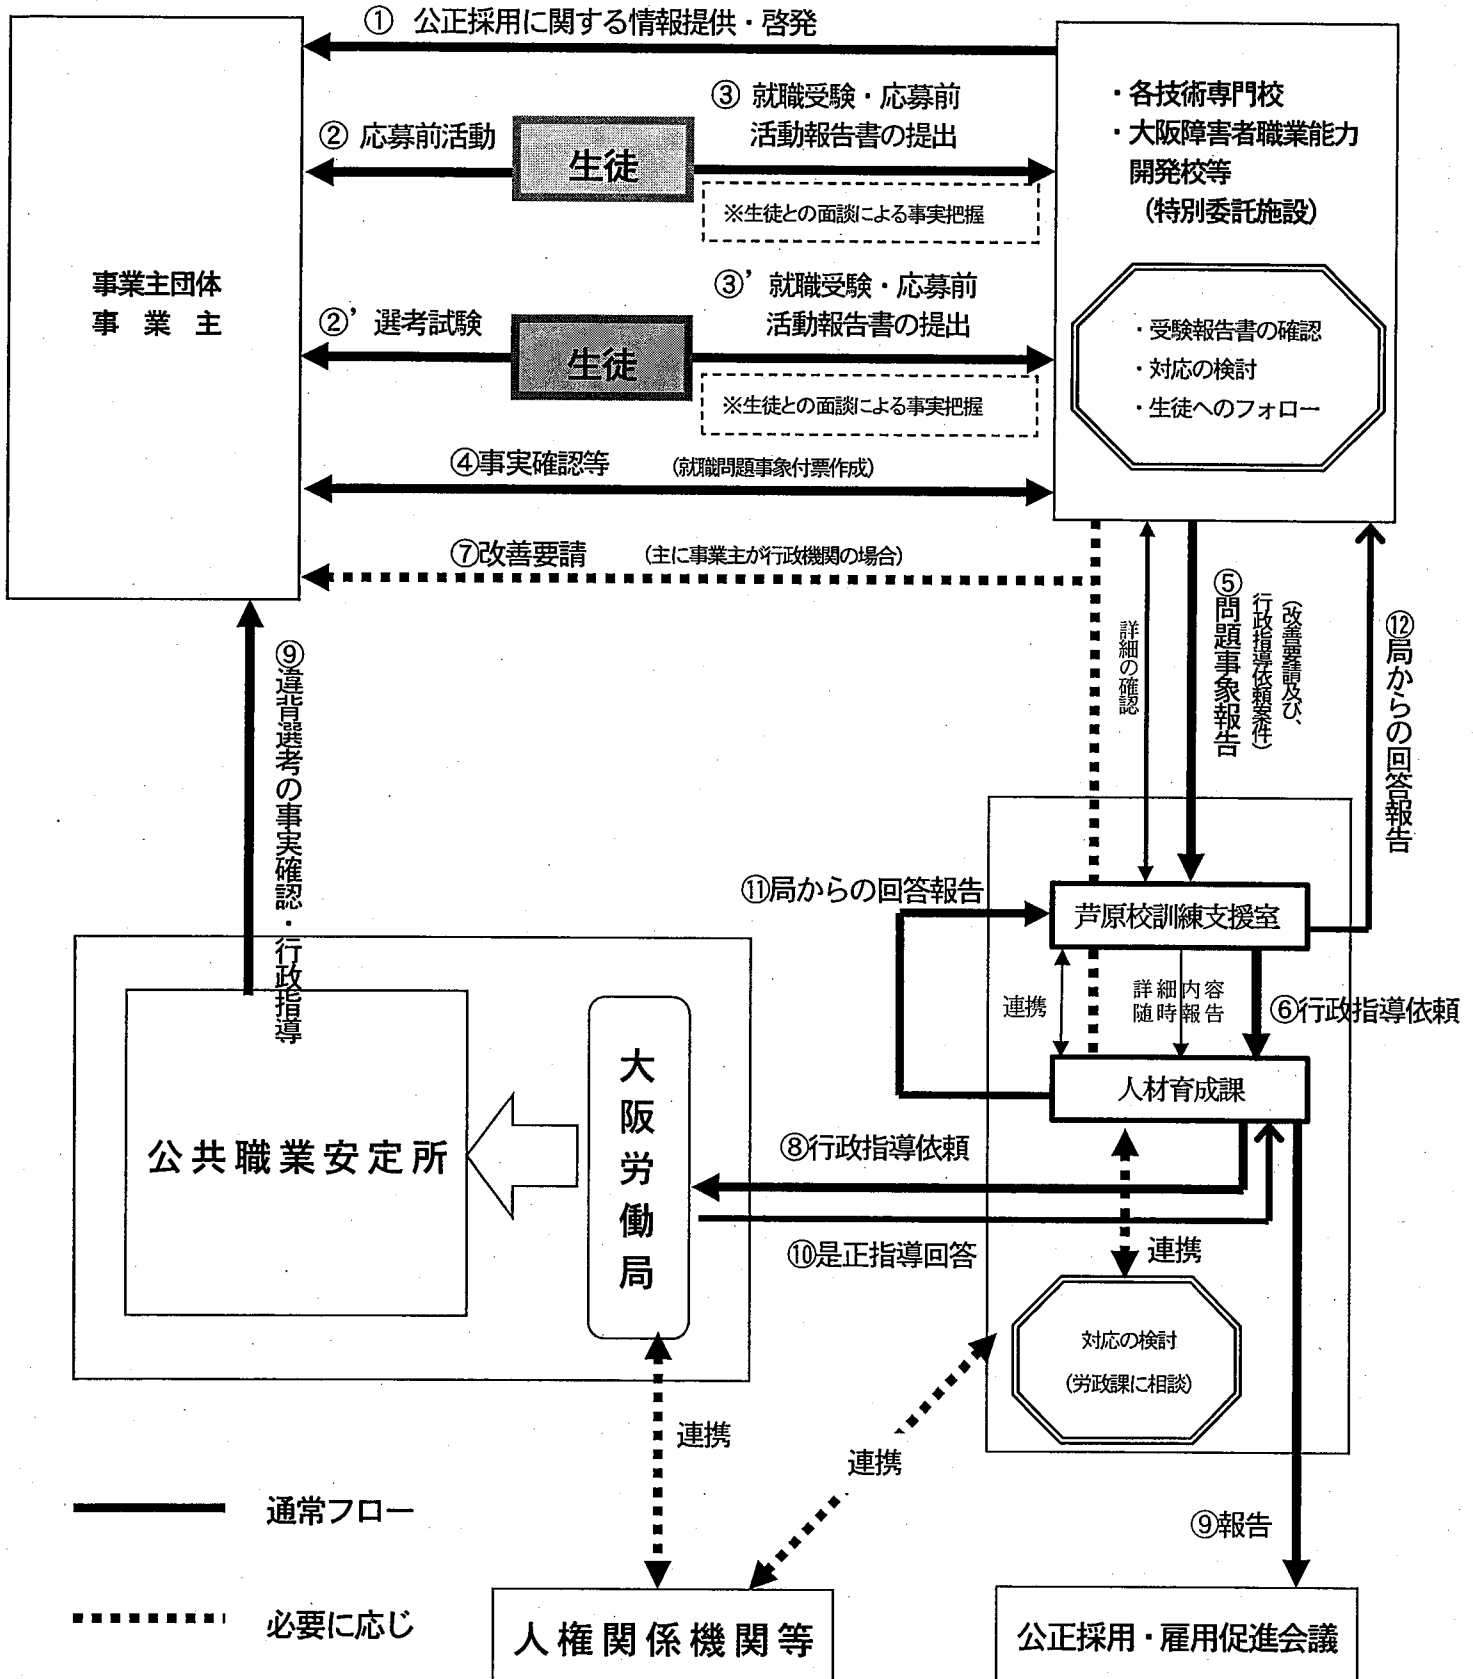 ① 公正採用に関する情報提供・啓発
事業主団体
事 業 主
② 応募前活動
生徒
③ 就職受験・応募前
活動報告書の提出
※生徒との面談による事実把握
②’ 選考試験
生徒
③’ 就職受験・応募前
活動報告書の提出
※生徒との面談による事実把握
・各技術専門校
・大阪障害者職業能力
開発校等
(特別委託施設)
・受験報告書の確認
・対応の検討
・生徒へのフォロー
④事実確認等 (就職問題事象付票作成)
⑦改善要請 (主に事業主が行政機関の場合)
詳細の確認
⑤問題事象報告
(改善要請及び、
行政指導依頼案件)
⑫局からの回答報告
⑨違背選考の事実確認・行政指導
⑪局からの回答報告
芦原校訓練支援室
連携
詳細内容
随時報告
⑥行政指導依頼
人材育成課
公共職業安定所
大阪労働局
⑧行政指導依頼
⑩是正指導回答
連携
対応の検討
(労政課に相談)
連携
連携
⑨報告
通常フロー
必要に応じ
人権関係機関等
公正採用・雇用促進会議